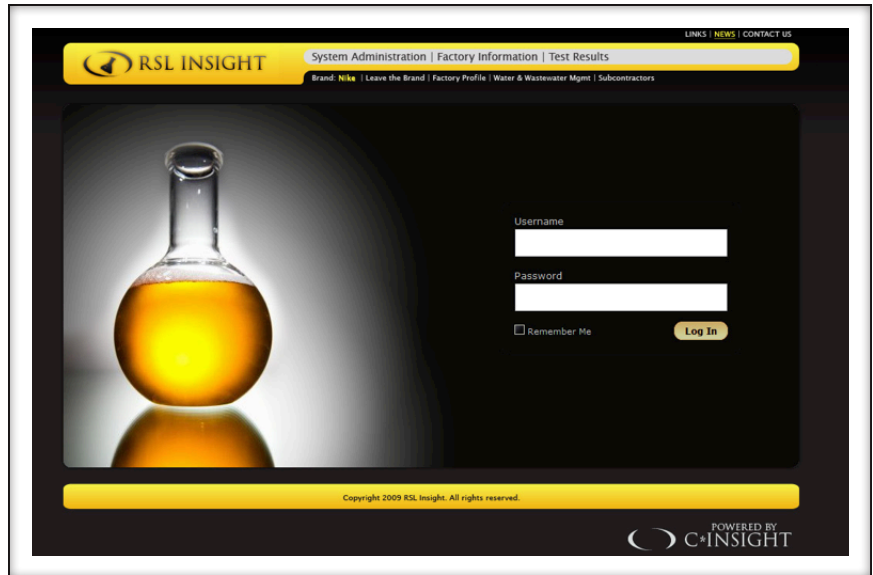 LINKS | NEWS | CONTACT US
RSL INSIGHT
System Administration | Factory Information | Test Results
Brand: Nike | Leave the Brand | Factory Profile | Water & Wastewater Mgmt | Subcontractors
Username
Password
Remember Me
Log In
Copyright 2009 RSL Insight. All rights reserved.
POWERED BY
C*INSIGHT